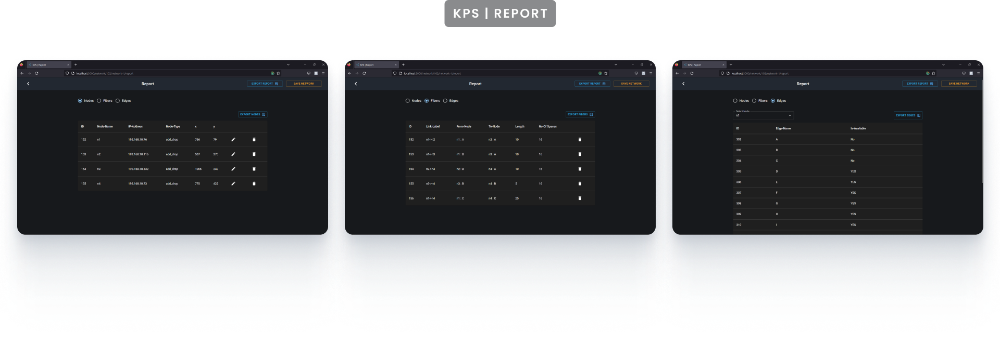 KPS | REPORT
KPS | Report
localhost:3000/network/102/network-1/report
Report
EXPORT REPORT
SAVE NETWORK
Nodes Fibers Edges
EXPORT NODES
ID Node-Name IP-Address Node-Type x y
152 n1 192.168.10.76 add_drop 766 79
153 n2 192.168.10.116 add_drop 507 270
154 n3 192.168.10.132 add_drop 1066 243
155 n4 192.168.10.73 add_drop 770 422
KPS | Report
localhost:3000/network/102/network-1/report
Report
EXPORT REPORT
SAVE NETWORK
Nodes Fibers Edges
EXPORT FIBERS
ID Link-Label From-Node To-Node Length No.Of Spaces
152 n1->n2 n1 : A n2 : A 10 16
153 n1->n3 n1 : B n3 : A 10 16
154 n2->n4 n2 : B n4 : A 10 16
155 n3->n4 n3 : B n4 : B 5 16
156 n1->n4 n1 : C n4 : C 25 16
KPS | Report
localhost:3000/network/102/network-1/report
Report
EXPORT REPORT
SAVE NETWORK
Nodes Fibers Edges
Select Node
n1
EXPORT EDGES
ID Edge-Name Is-Available
302 A No
303 B No
304 C No
305 D YES
306 E YES
307 F YES
308 G YES
309 H YES
310 I YES